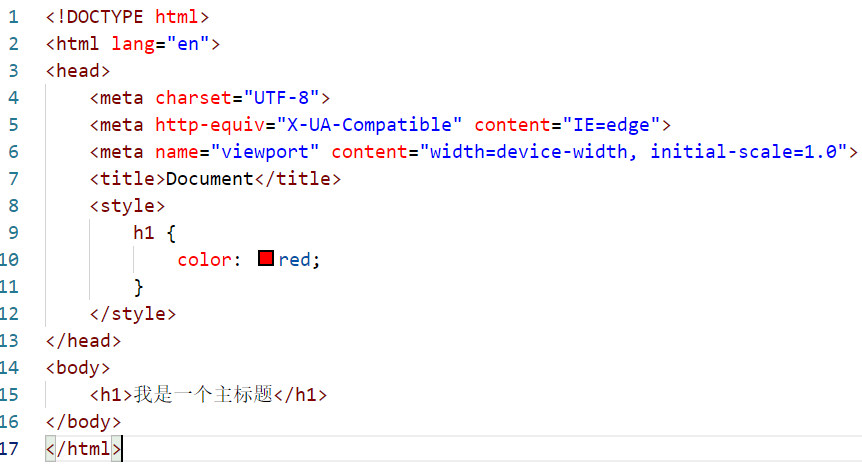 1 <!DOCTYPE html>
2 <html lang="en">
3 <head>
4     <meta charset="UTF-8">
5     <meta http-equiv="X-UA-Compatible" content="IE=edge">
6     <meta name="viewport" content="width=device-width, initial-scale=1.0">
7     <title>Document</title>
8     <style>
9         h1 {
10             color: red;
11         }
12     </style>
13 </head>
14 <body>
15     <h1>我是一个主标题</h1>
16 </body>
17 </html>